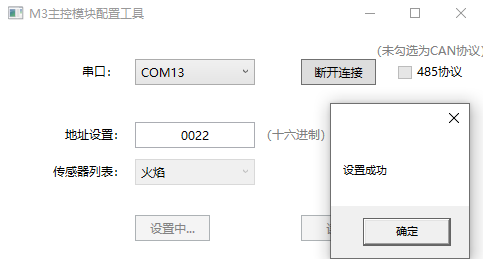 M3主控模块配置工具
(未勾选为CAN协议)
串口：
COM13
断开连接
485协议
地址设置：
0022
(十六进制)
传感器列表：
火焰
设置成功
设置中...
确定